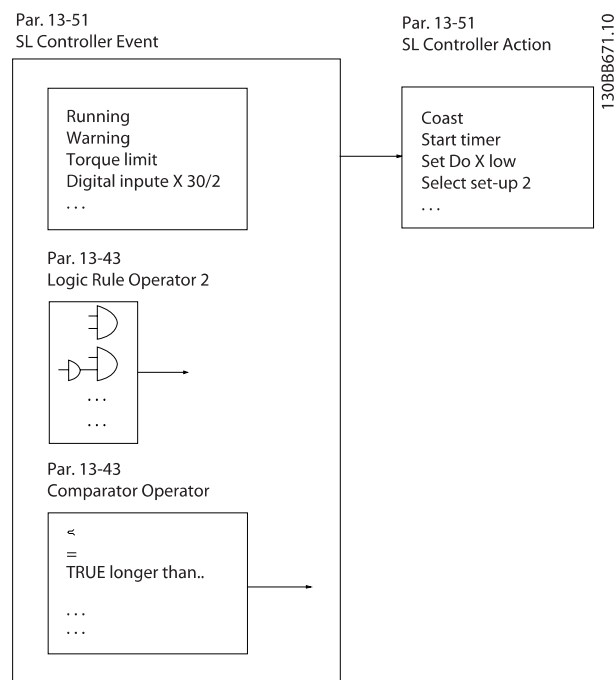 Par. 13-51
SL Controller Event
Par. 13-51
SL Controller Action
130BB671.10
Running
Warning
Torque limit
Digital inpute X 30/2
. . .
Coast
Start timer
Set Do X low
Select set-up 2
. . .
Par. 13-43
Logic Rule Operator 2
. . .
. . .
Par. 13-43
Comparator Operator
<
=
TRUE longer than..
. . .
. . .